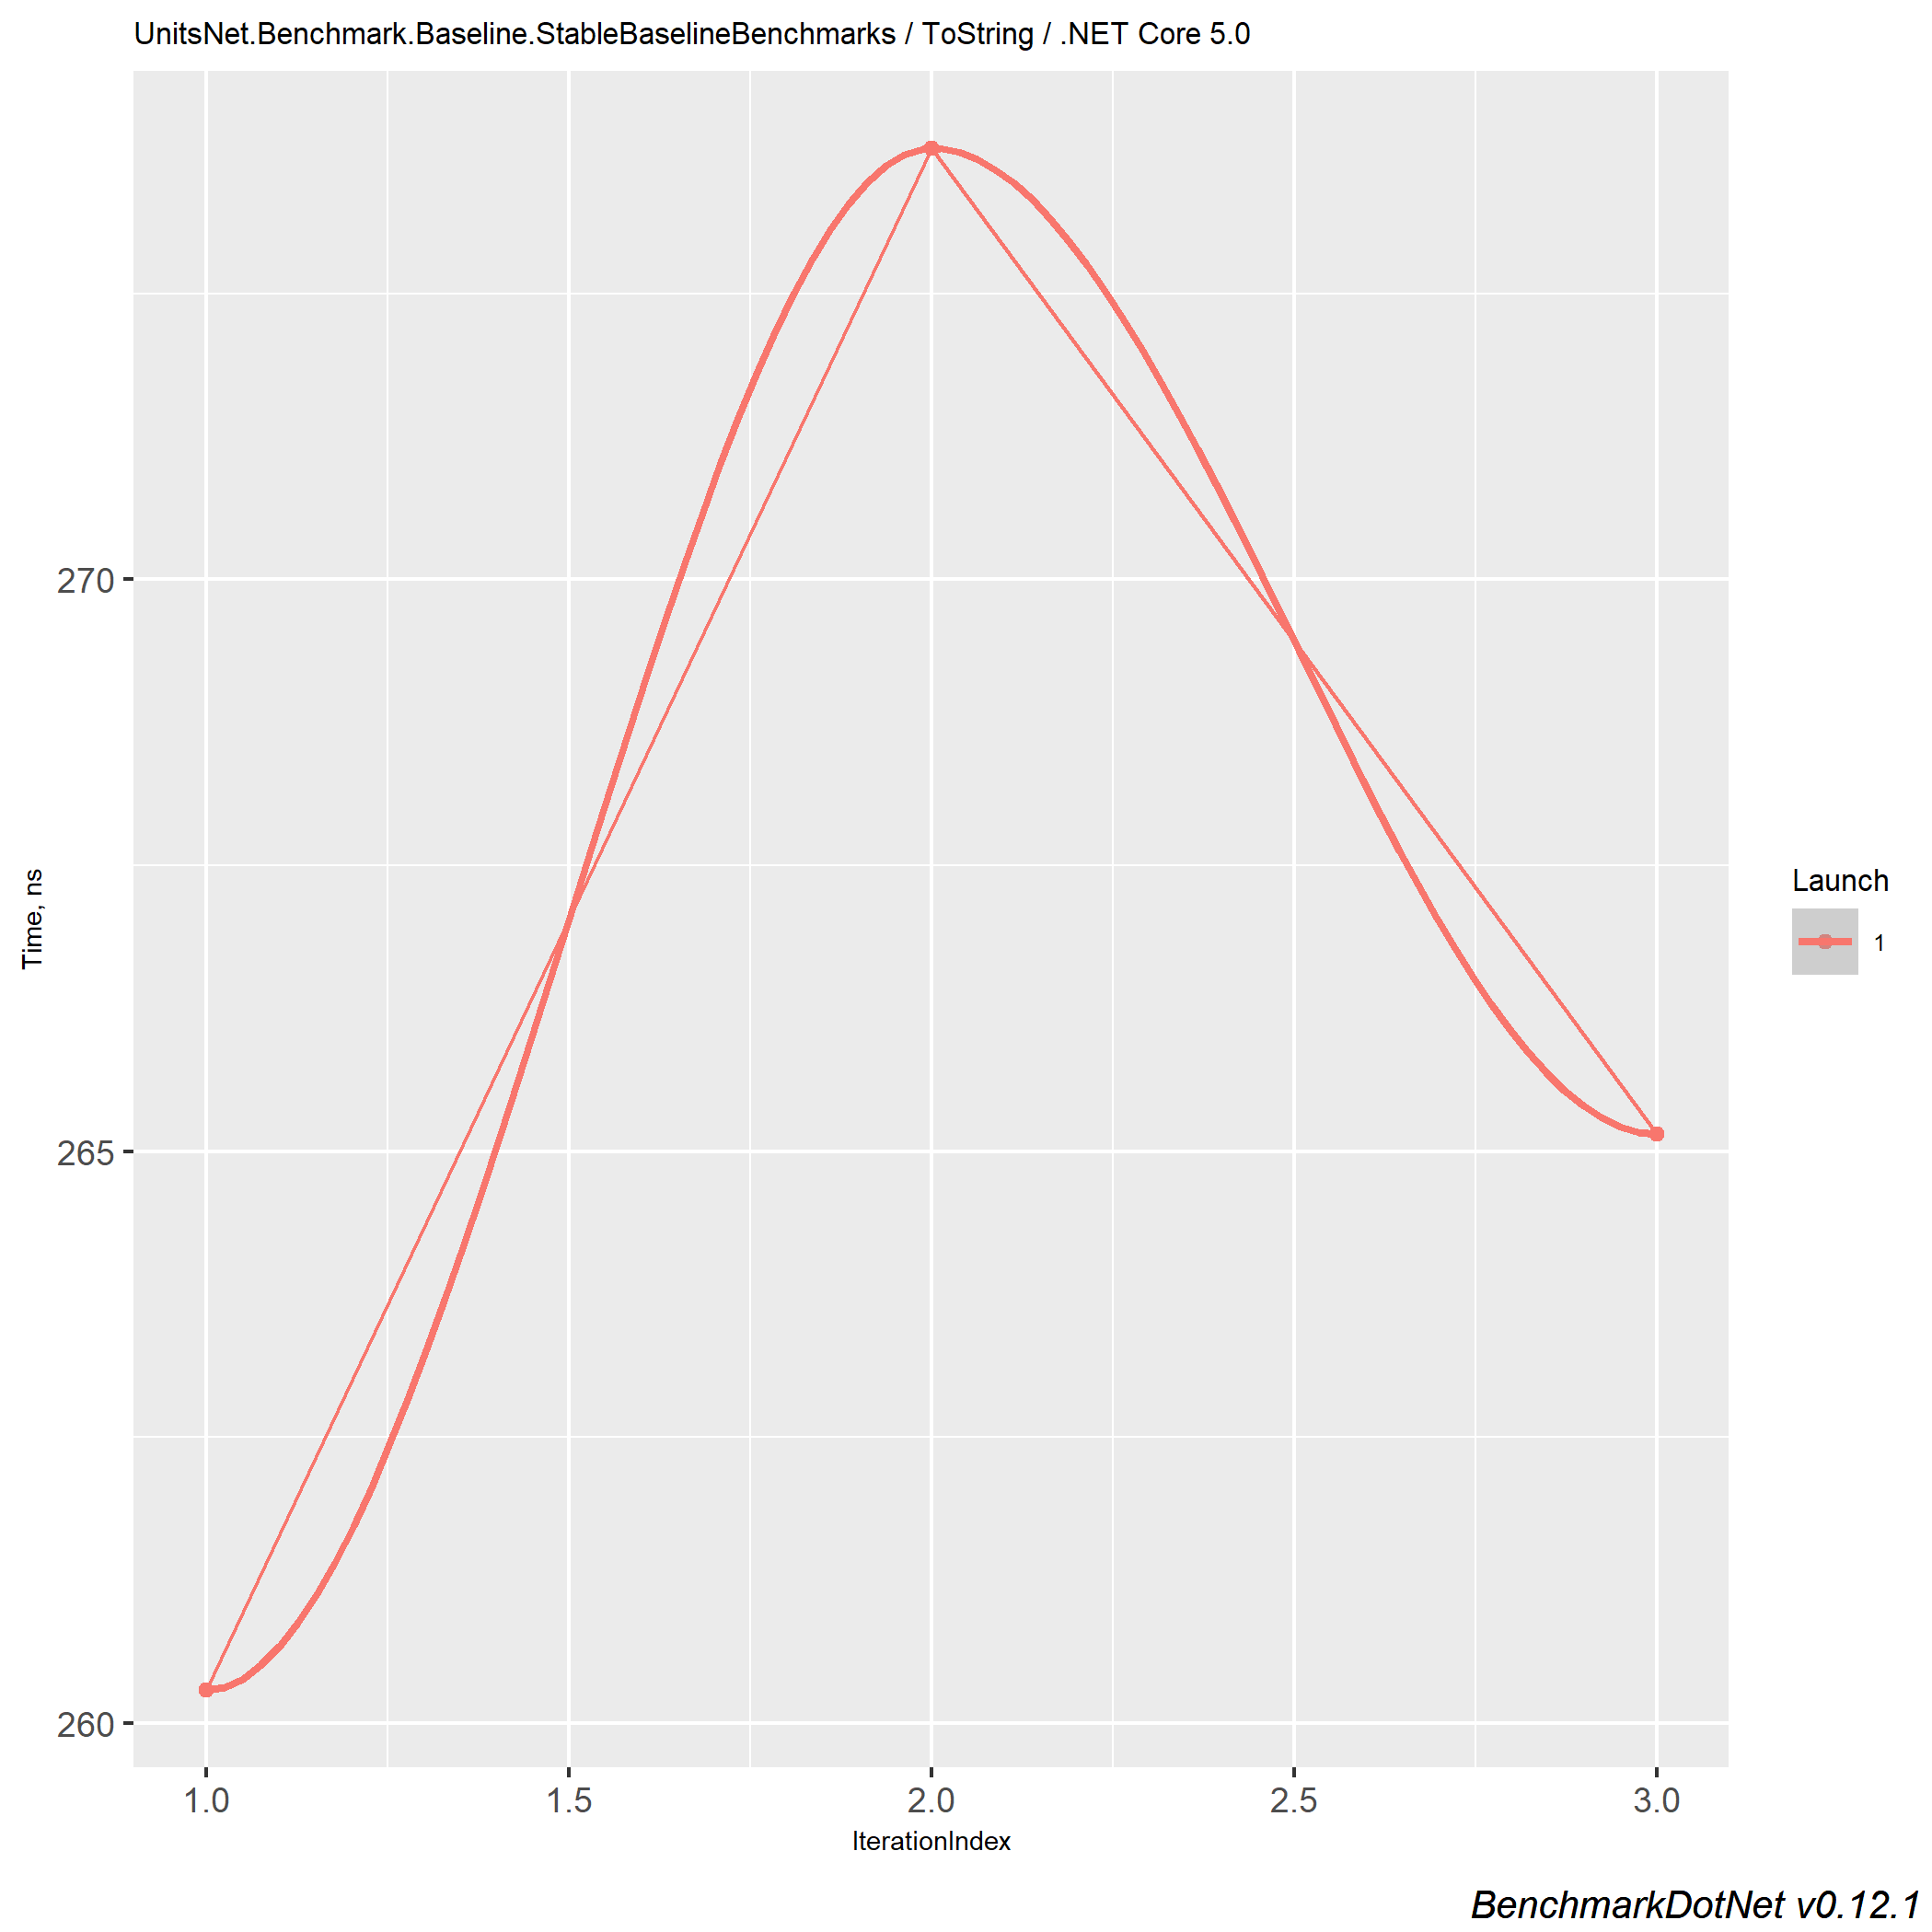 UnitsNet.Benchmark.Baseline.StableBaselineBenchmarks / ToString / .NET Core 5.0
270
265
260
Time, ns
1.0 1.5 2.0 2.5 3.0
IterationIndex
Launch
1
BenchmarkDotNet v0.12.1